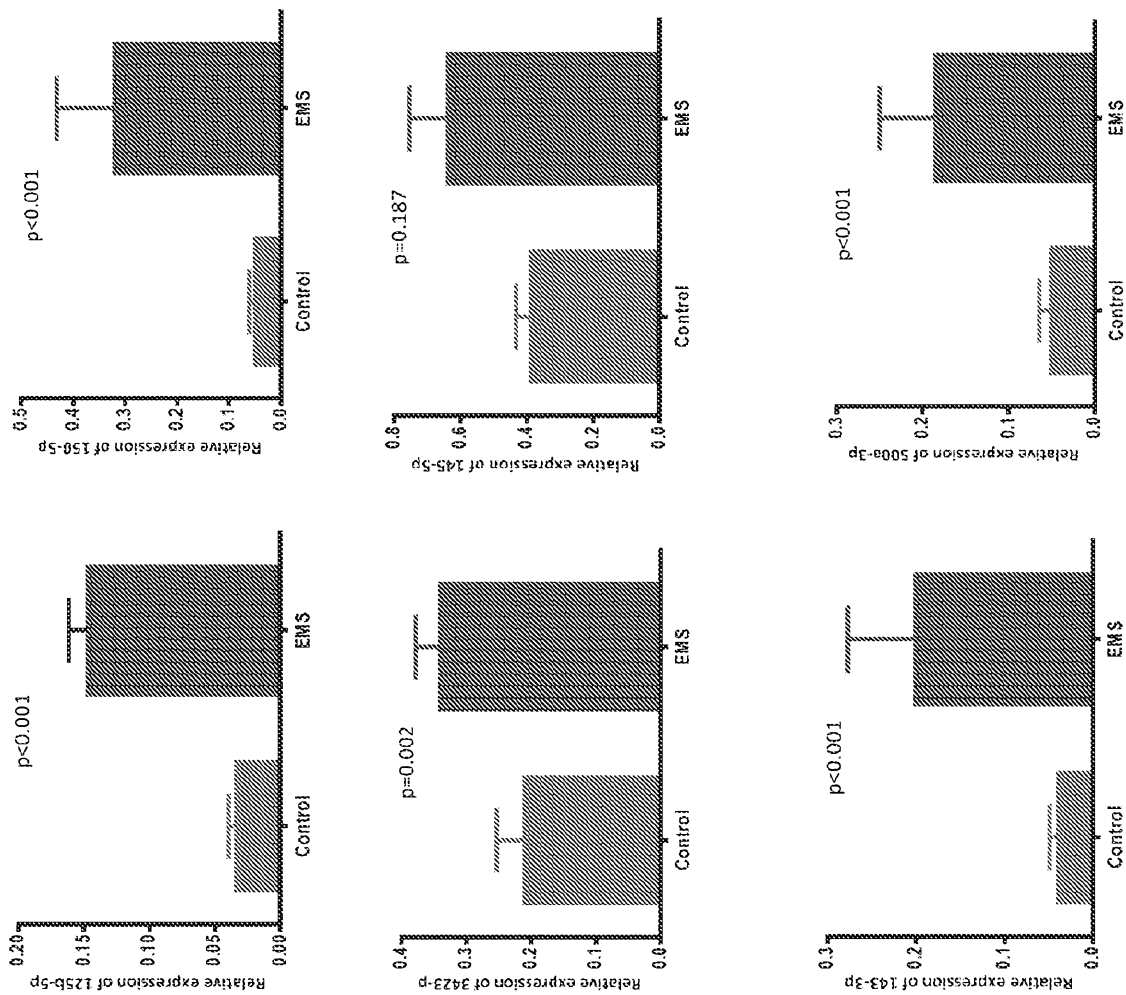 p<0.001
Relative expression of 125b-5p
0.20
0.15
0.10
0.05
0.00
Control
EMS
p<0.001
Relative expression of
0.5
0.4
0.3
0.2
0.1
0.0
Control
EMS
p=0.002
Relative expression of 3423-p
0.4
0.3
0.2
0.1
0.0
Control
EMS
p=0.187
Relative expression of 145-5p
0.8
0.6
0.4
0.2
0.0
Control
EMS
p<0.001
Relative expression of 143-3p
0.3
0.2
0.1
0.0
Control
EMS
p<0.001
Relative expression of 500a-3p
0.3
0.2
0.1
0.0
Control
EMS